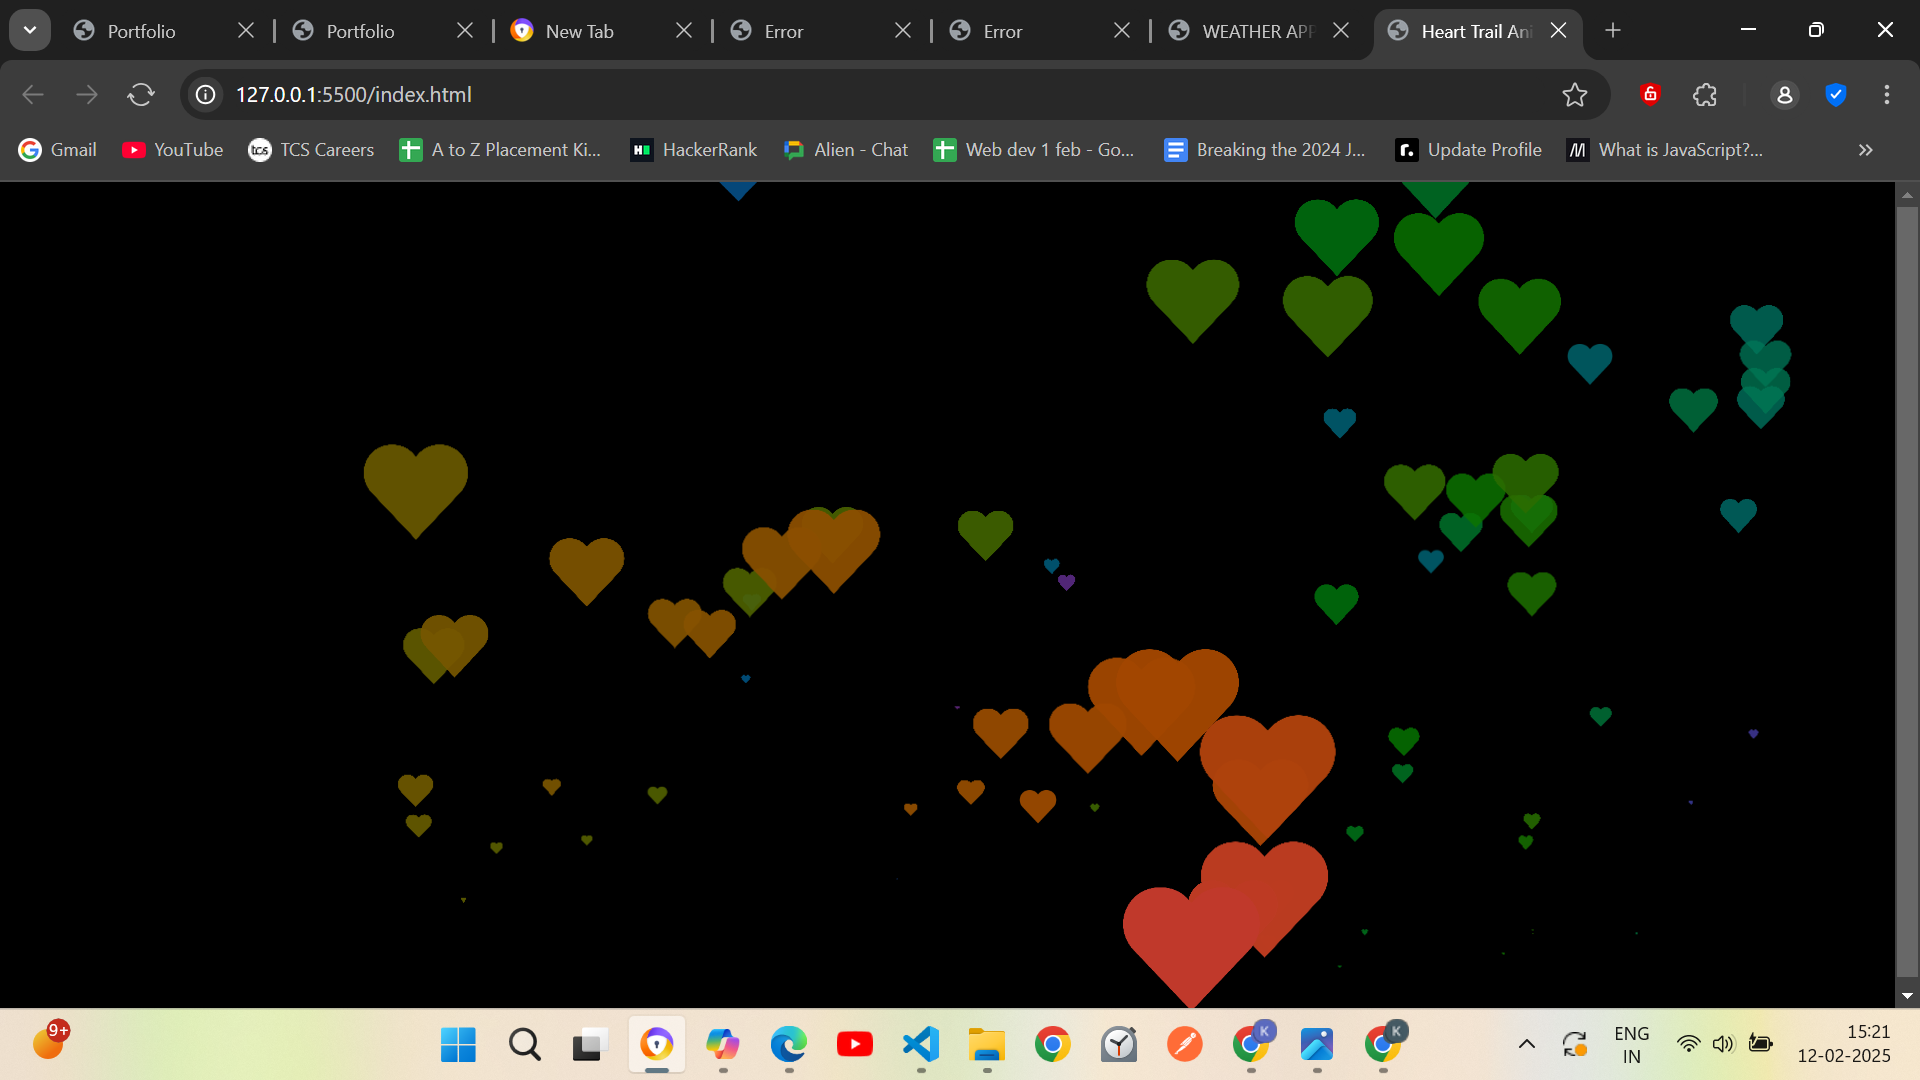 Portfolio
Portfolio
New Tab
Error
Error
WEATHER APP
Heart Trail Ani
127.0.0.1:5500/index.html
Gmail
YouTube
tcs
TCS Careers
A to Z Placement Ki...
H
HackerRank
Alien - Chat
Web dev 1 feb - Go...
Breaking the 2024 J...
r.
Update Profile
M
What is JavaScript?...
9+
K
K
ENG
IN
15:21
12-02-2025